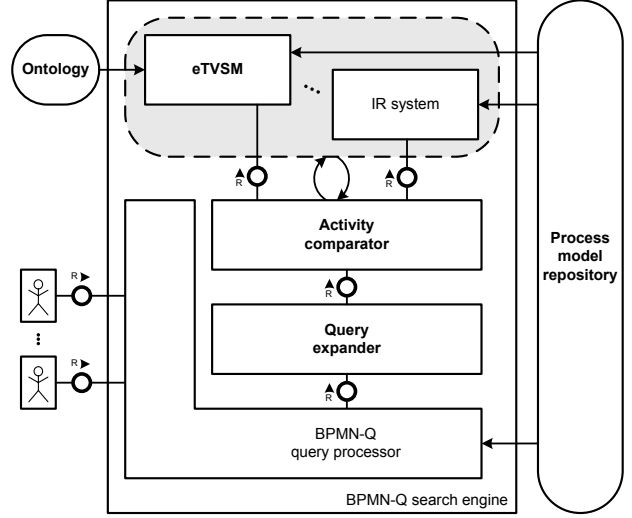 Ontology
eTVSM
...
IR system
R
R
Activity
comparator
Process
model
repository
R
R
...
R
Query
expander
R
BPMN-Q
query processor
BPMN-Q search engine